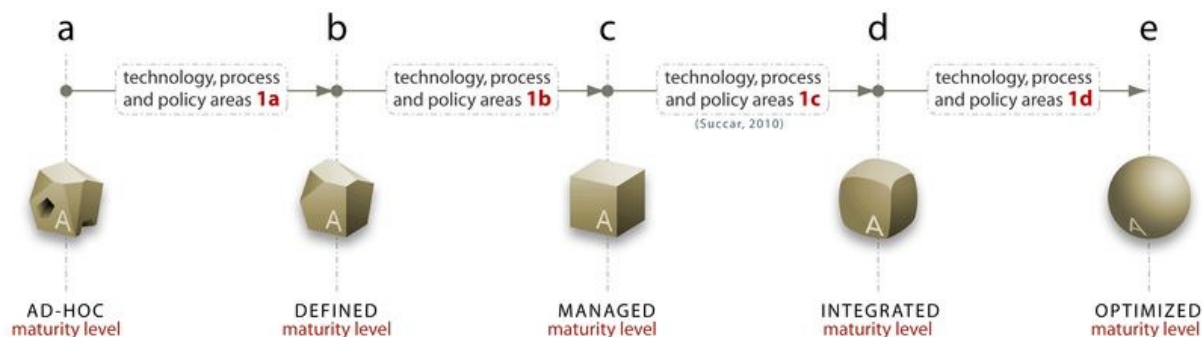 a
b
c
d
e
technology, process
and policy areas 1a
technology, process
and policy areas 1b
technology, process
and policy areas 1c
(Succar, 2010)
technology, process
and policy areas 1d
A
A
A
A
A
AD-HOC
maturity level
DEFINED
maturity level
MANAGED
maturity level
INTEGRATED
maturity level
OPTIMIZED
maturity level